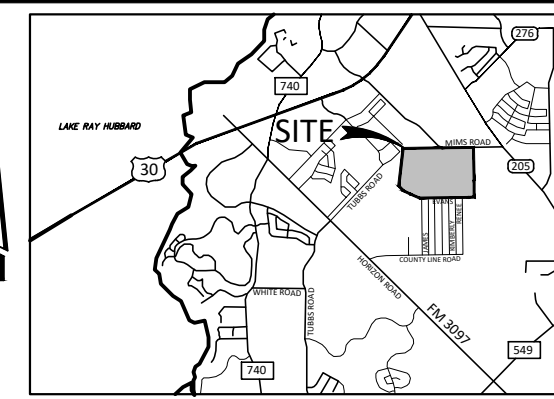 276
740
LAKE RAY HUBBARD
SITE
MIMS ROAD
30
205
TUBBS ROAD
EVANS
RENEE
KIMBERLY
JAMES
COUNTY LINE ROAD
HORIZON ROAD
WHITE ROAD
TUBBS ROAD
FM 3097
549
740